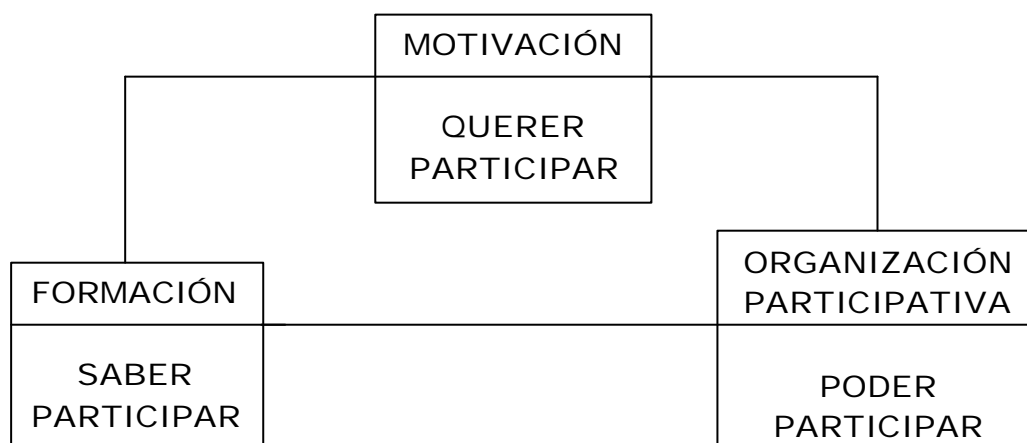 MOTIVACIÓN
QUERER
PARTICIPAR
FORMACIÓN
SABER
PARTICIPAR
ORGANIZACIÓN
PARTICIPATIVA
PODER
PARTICIPAR